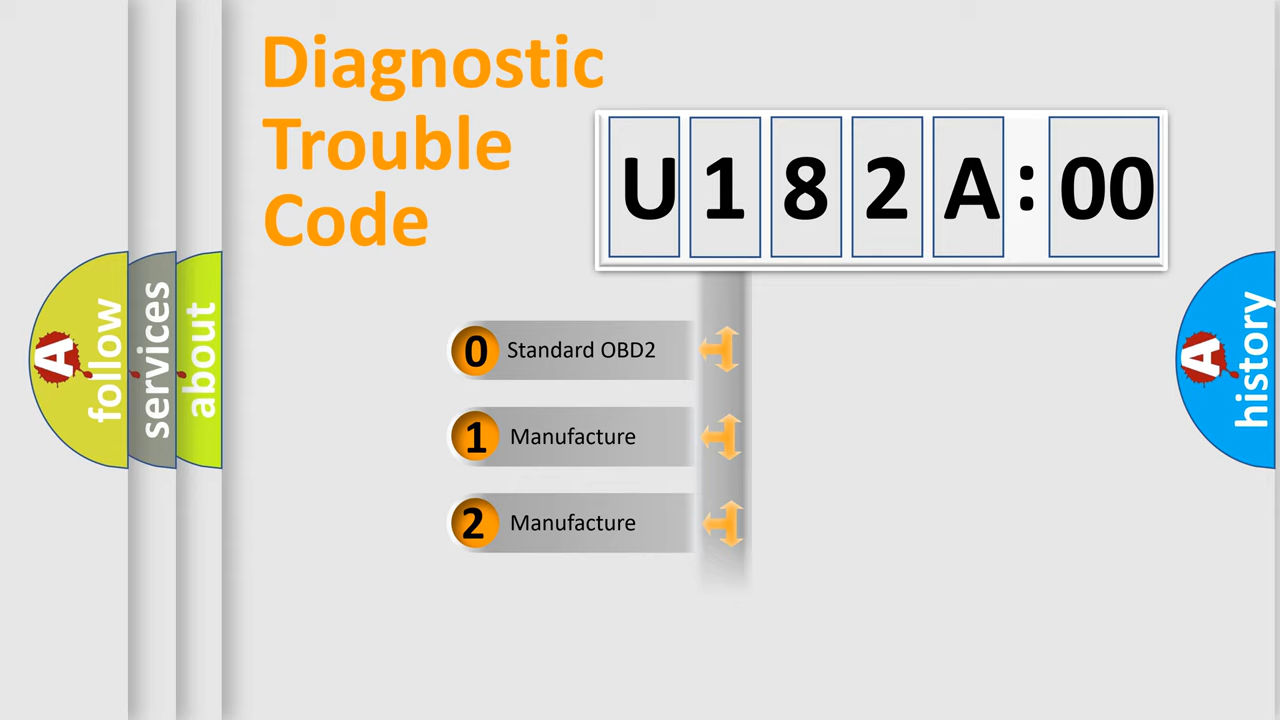 Diagnostic
Trouble
Code
U182A:00
0 Standard OBD2
1 Manufacture
2 Manufacture
A follow
services
about
A history